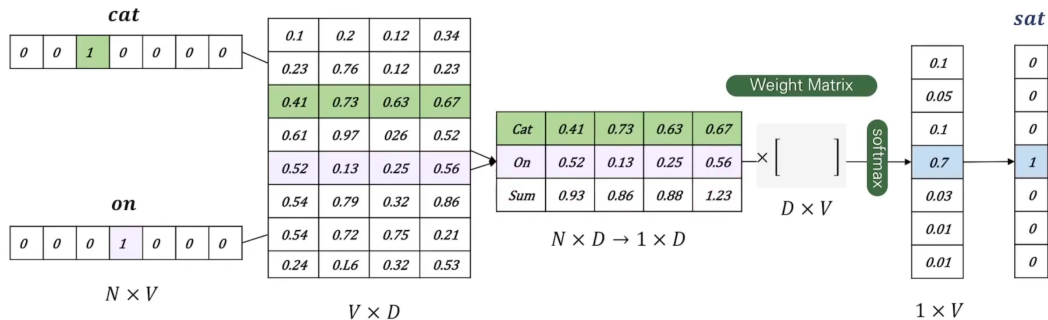 cat
0 0 1 0 0 0 0
on
0 0 0 1 0 0 0
N × V
0.1 0.2 0.12 0.34
0.23 0.76 0.12 0.23
0.41 0.73 0.63 0.67
0.61 0.97 026 0.52
0.52 0.13 0.25 0.56
0.54 0.79 0.32 0.86
0.54 0.72 0.75 0.21
0.24 0.L6 0.32 0.53
V × D
Cat 0.41 0.73 0.63 0.67
On 0.52 0.13 0.25 0.56
Sum 0.93 0.86 0.88 1.23
N × D → 1 × D
Weight Matrix
× [ ]
D × V
softmax
0.1
0.05
0.1
0.7
0.03
0.01
0.01
1 × V
sat
0
0
0
1
0
0
0